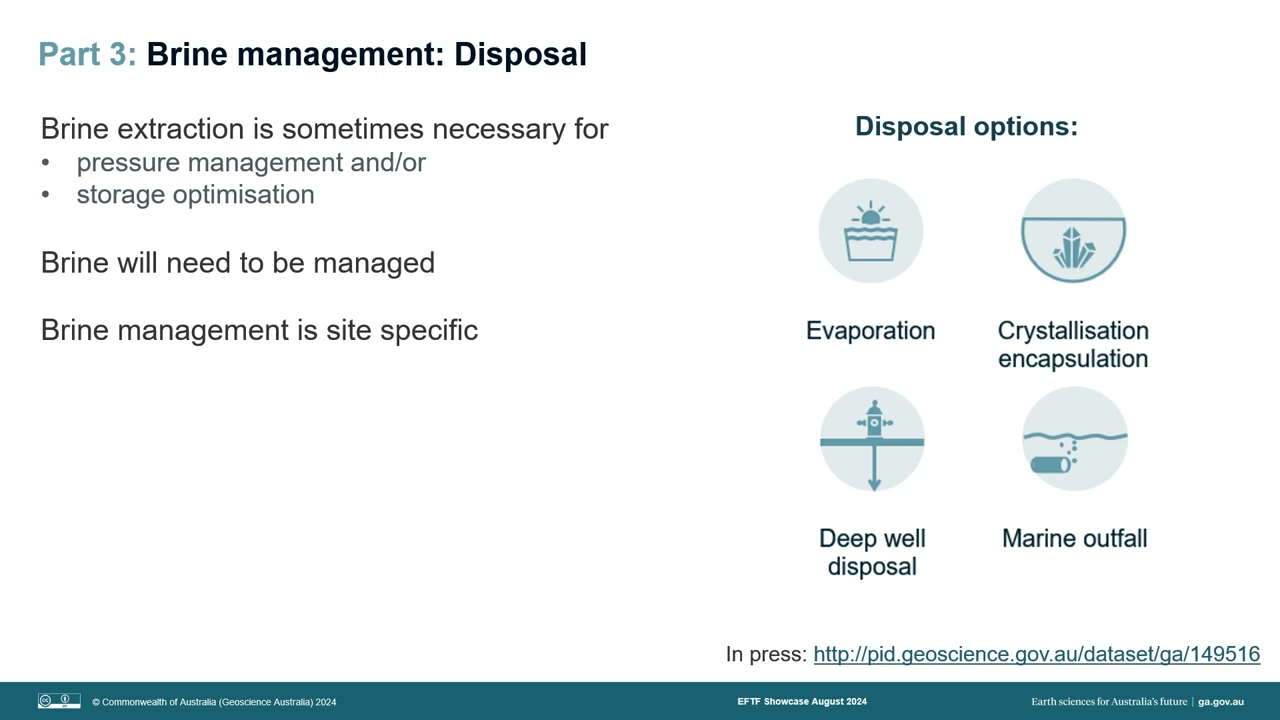 Part 3: Brine management: Disposal
Brine extraction is sometimes necessary for
• pressure management and/or
• storage optimisation
Brine will need to be managed
Brine management is site specific
Disposal options:
Evaporation
Crystallisation
encapsulation
Deep well
disposal
Marine outfall
In press: http://pid.geoscience.gov.au/dataset/ga/149516
© Commonwealth of Australia (Geoscience Australia) 2024
EFTF Showcase August 2024
Earth sciences for Australia's future | ga.gov.au